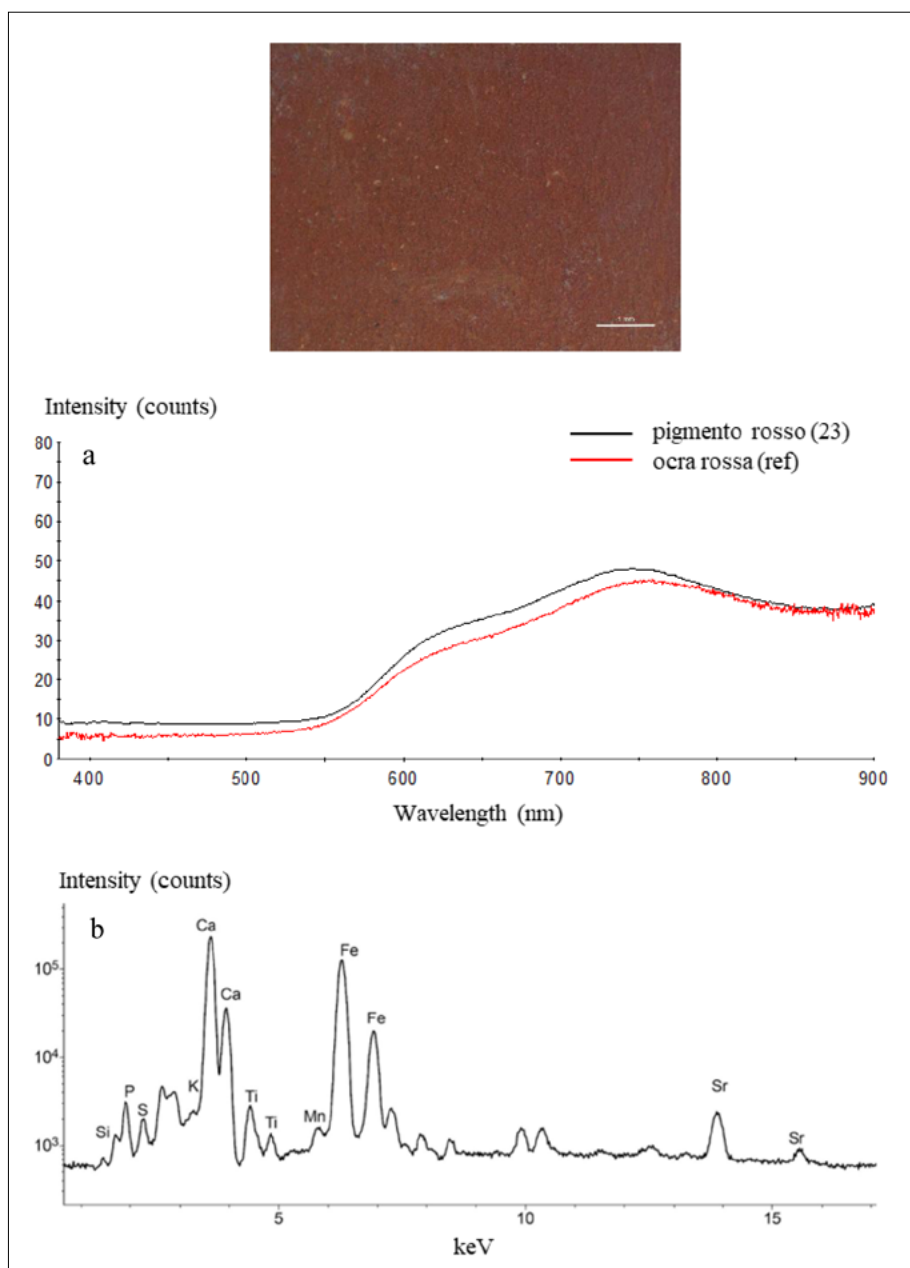 1 mm
Intensity (counts)
a
pigmento rosso (23)
ocra rossa (ref)
80
70
60
50
40
30
20
10
0
400 500 600 700 800 900
Wavelength (nm)
Intensity (counts)
b
Ca
Fe
10⁵
Ca
Fe
10⁴
P
K
Ti
Sr
S
Si
Ti
Mn
Sr
10³
5 10 15
keV